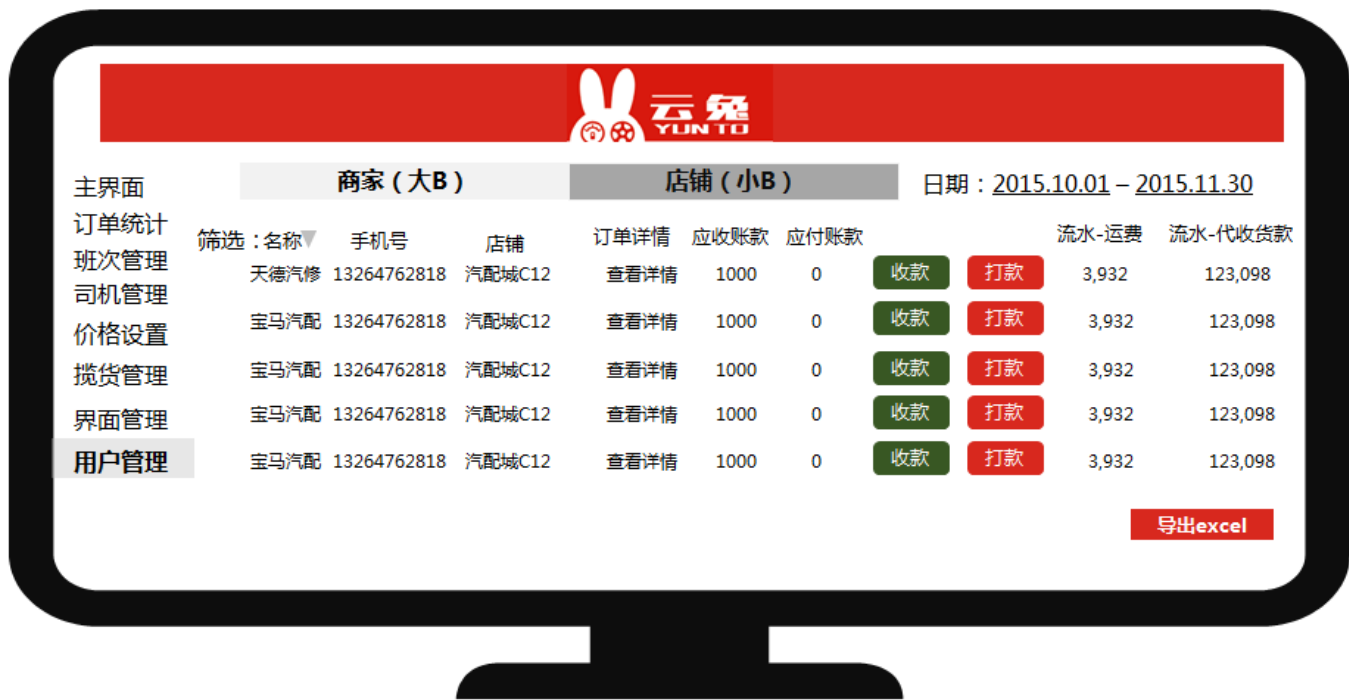 云兔
YUNTO
商家（大B）	店铺（小B）	日期：2015.10.01 – 2015.11.30
主界面
订单统计
班次管理
司机管理
价格设置
揽货管理
界面管理
用户管理
筛选：名称	手机号	店铺	订单详情	应收账款	应付账款	流水-运费	流水-代收货款
天德汽修	13264762818	汽配城C12	查看详情	1000	0	收款	打款	3,932	123,098
宝马汽配	13264762818	汽配城C12	查看详情	1000	0	收款	打款	3,932	123,098
宝马汽配	13264762818	汽配城C12	查看详情	1000	0	收款	打款	3,932	123,098
宝马汽配	13264762818	汽配城C12	查看详情	1000	0	收款	打款	3,932	123,098
宝马汽配	13264762818	汽配城C12	查看详情	1000	0	收款	打款	3,932	123,098
导出excel